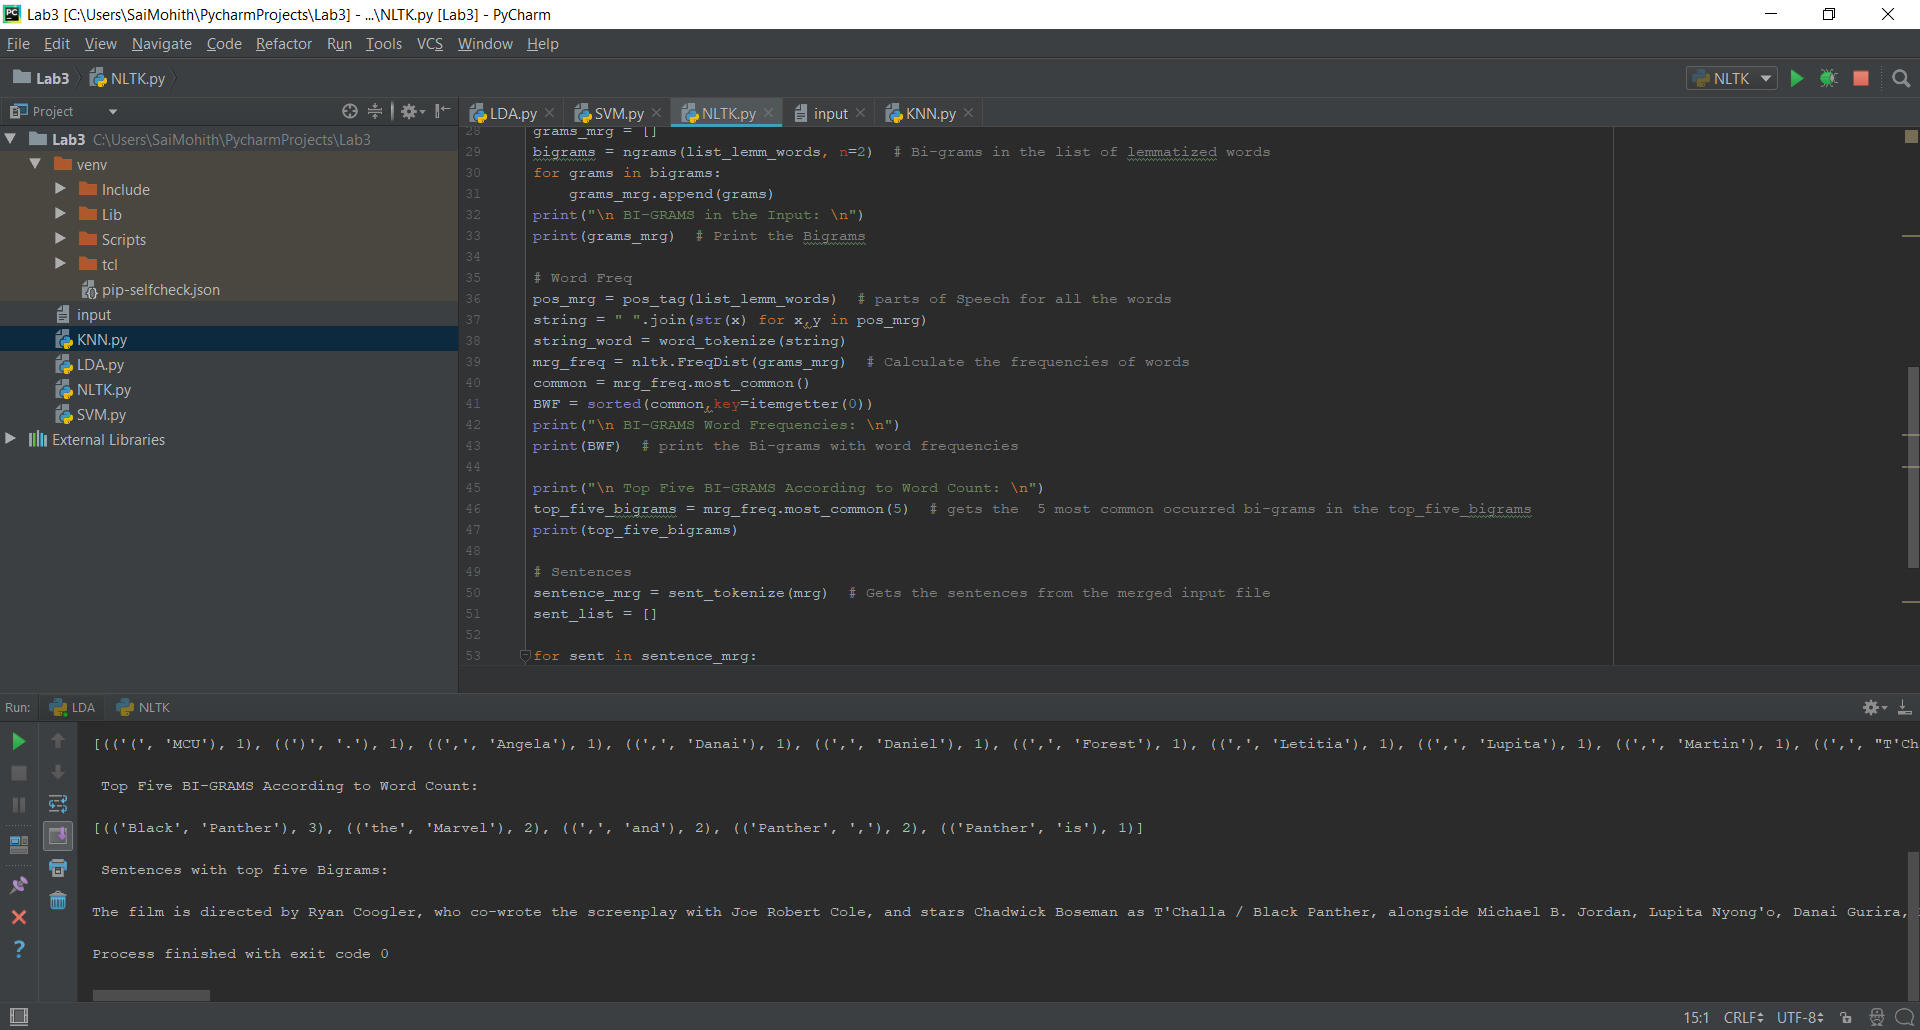 Lab3 [C:\Users\SaiMohith\PycharmProjects\Lab3] - ...\NLTK.py [Lab3] - PyCharm
File Edit View Navigate Code Refactor Run Tools VCS Window Help
Lab3 NLTK.py NLTK
Project
LDA.py SVM.py NLTK.py input KNN.py
Lab3 C:\Users\SaiMohith\PycharmProjects\Lab3
venv
Include
Lib
Scripts
tcl
pip-selfcheck.json
input
KNN.py
LDA.py
NLTK.py
SVM.py
External Libraries
28 grams_mrg = []
29 bigrams = ngrams(list_lemm_words, n=2)  # Bi-grams in the list of lemmatized words
30 for grams in bigrams:
31     grams_mrg.append(grams)
32 print("\n BI-GRAMS in the Input: \n")
33 print(grams_mrg)  # Print the Bigrams
34
35 # Word Freq
36 pos_mrg = pos_tag(list_lemm_words)  # parts of Speech for all the words
37 string = " ".join(str(x) for x,y in pos_mrg)
38 string_word = word_tokenize(string)
39 mrg_freq = nltk.FreqDist(grams_mrg)  # Calculate the frequencies of words
40 common = mrg_freq.most_common()
41 BWF = sorted(common,key=itemgetter(0))
42 print("\n BI-GRAMS Word Frequencies: \n")
43 print(BWF)  # print the Bi-grams with word frequencies
44
45 print("\n Top Five BI-GRAMS According to Word Count: \n")
46 top_five_bigrams = mrg_freq.most_common(5)  # gets the  5 most common occurred bi-grams in the top_five_bigrams
47 print(top_five_bigrams)
48
49 # Sentences
50 sentence_mrg = sent_tokenize(mrg)  # Gets the sentences from the merged input file
51 sent_list = []
52
53 for sent in sentence_mrg:
Run: LDA NLTK
[(('(', 'MCU'), 1), ((')', '.'), 1), ((',', 'Angela'), 1), ((',', 'Danai'), 1), ((',', 'Daniel'), 1), ((',', 'Forest'), 1), ((',', 'Letitia'), 1), ((',', 'Lupita'), 1), ((',', 'Martin'), 1), ((',', "T'Ch
Top Five BI-GRAMS According to Word Count:
[(('Black', 'Panther'), 3), (('the', 'Marvel'), 2), ((',', 'and'), 2), (('Panther', ','), 2), (('Panther', 'is'), 1)]
Sentences with top five Bigrams:
The film is directed by Ryan Coogler, who co-wrote the screenplay with Joe Robert Cole, and stars Chadwick Boseman as T'Challa / Black Panther, alongside Michael B. Jordan, Lupita Nyong'o, Danai Gurira,
Process finished with exit code 0
15:1 CRLF UTF-8